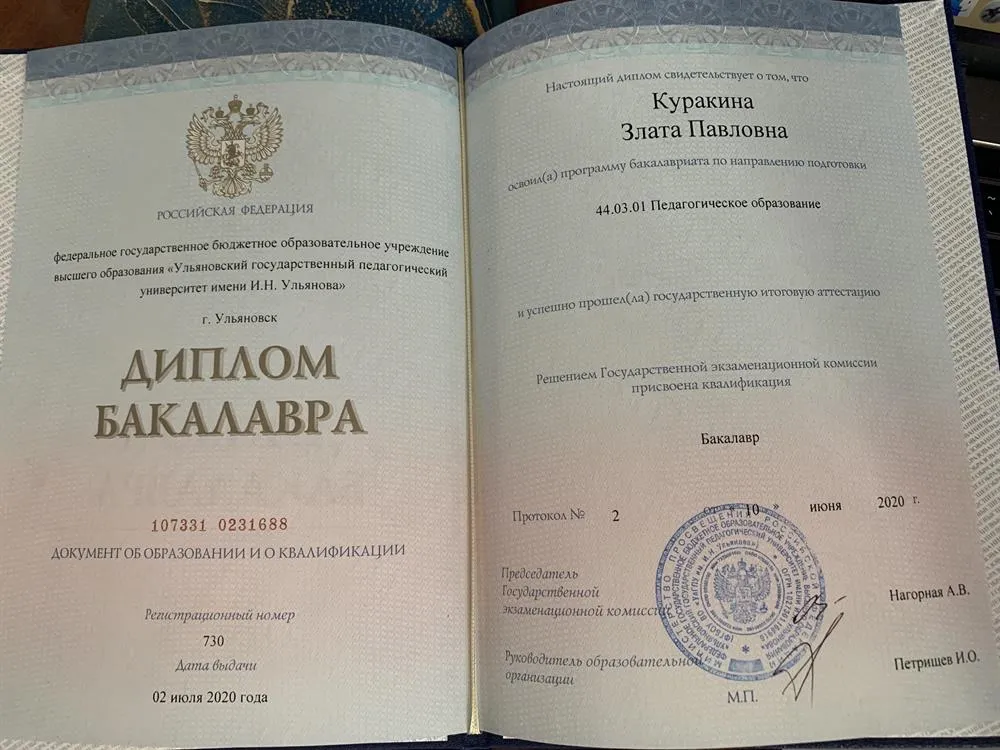 РОССИЙСКАЯ ФЕДЕРАЦИЯ
федеральное государственное бюджетное образовательное учреждение
высшего образования «Ульяновский государственный педагогический
университет имени И.Н. Ульянова»
г. Ульяновск
ДИПЛОМ
БАКАЛАВРА
107331 0231688
ДОКУМЕНТ ОБ ОБРАЗОВАНИИ И О КВАЛИФИКАЦИИ
Регистрационный номер
730
Дата выдачи
02 июля 2020 года
Настоящий диплом свидетельствует о том, что
Куракина
Злата Павловна
освоил(а) программу бакалавриата по направлению подготовки
44.03.01 Педагогическое образование
и успешно прошел(ла) государственную итоговую аттестацию
Решением Государственной экзаменационной комиссии
присвоена квалификация
Бакалавр
Протокол № 2 от « 10 » июня 2020 г.
Председатель
Государственной
экзаменационной комиссии
Нагорная А.В.
Руководитель образовательной
организации
Петрищев И.О.
М.П.